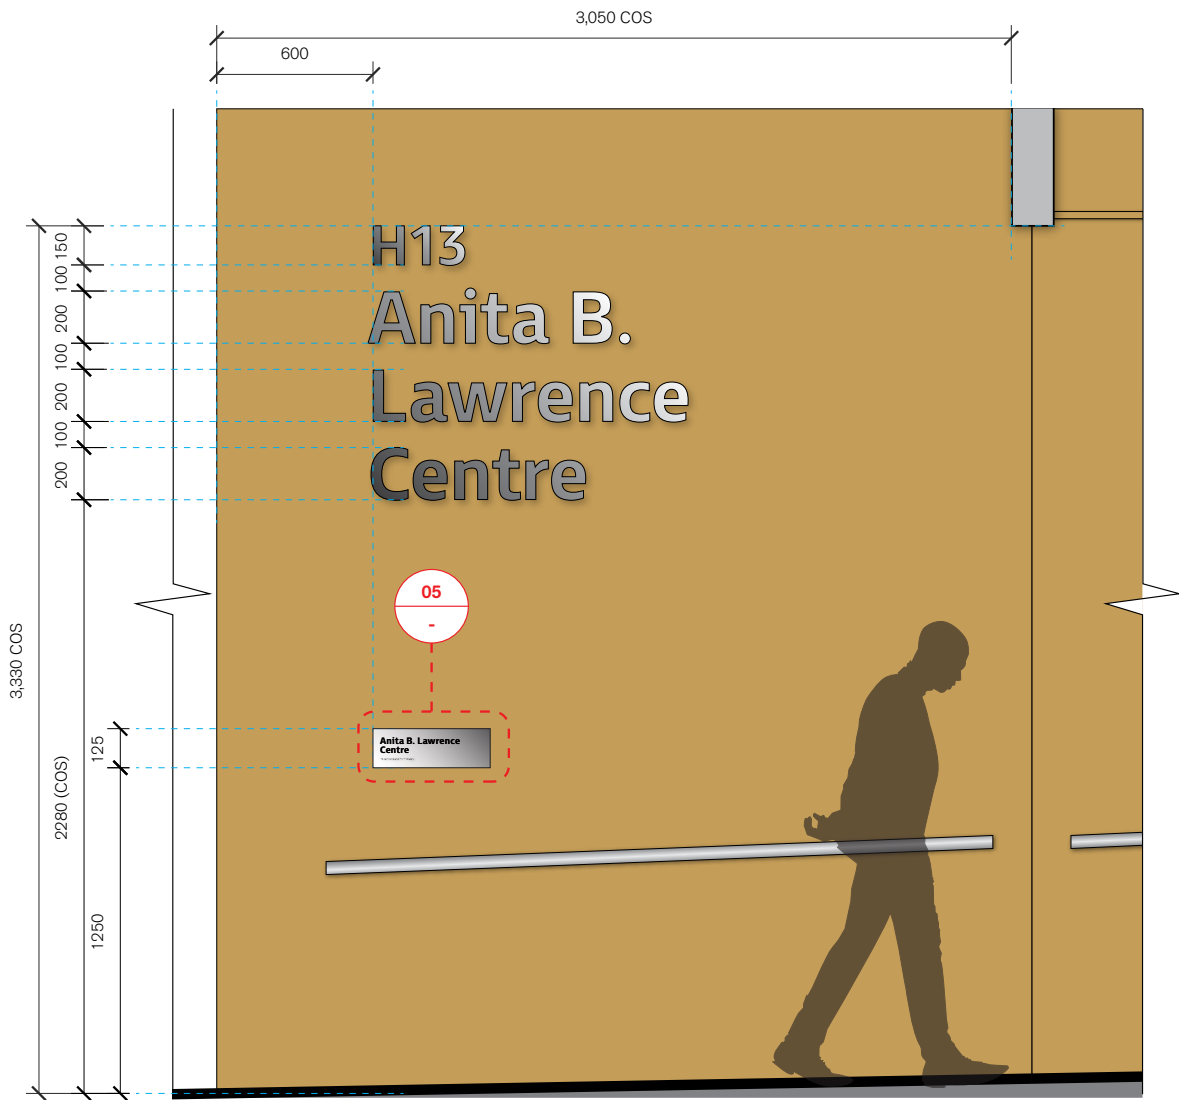 3,050 COS
600
150
100
200
100
200
100
200
3,330 COS
2280 (COS)
125
1250
H13
Anita B.
Lawrence
Centre
05
-
Anita B. Lawrence
Centre